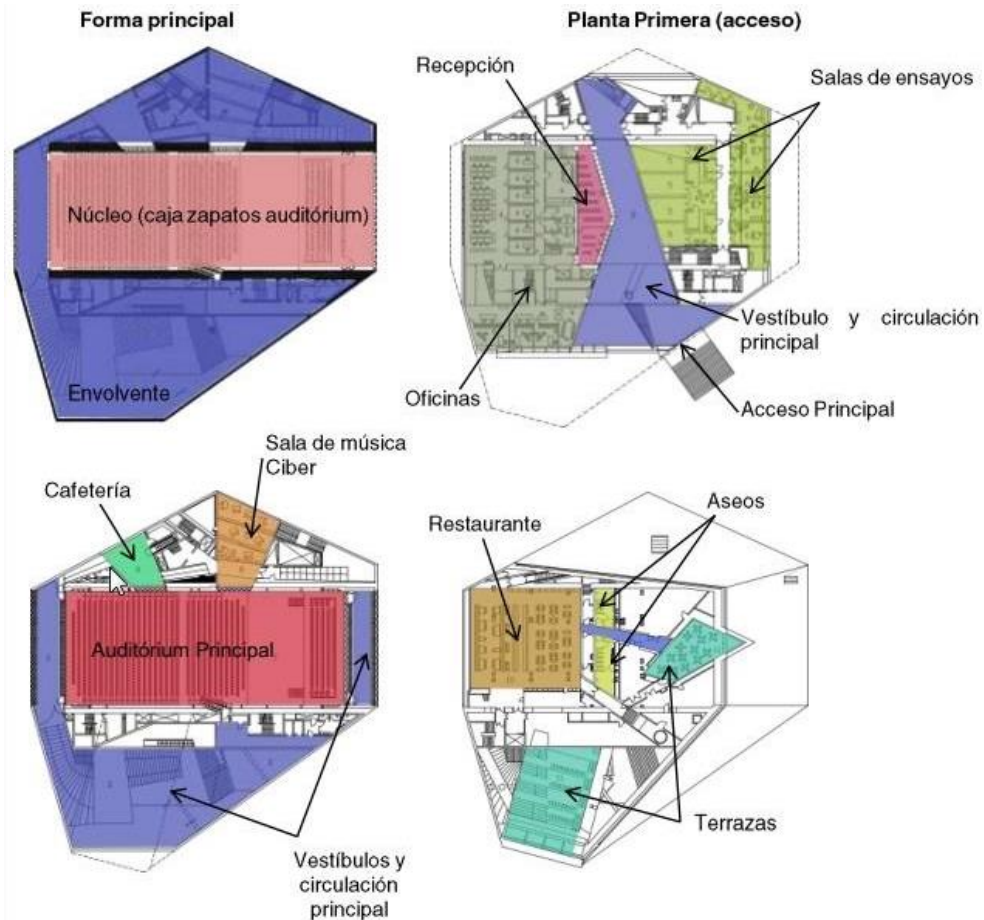 Forma principal
Núcleo (caja zapatos auditórium)
Envolvente
Planta Primera (acceso)
Recepción
Salas de ensayos
Vestíbulo y circulación
principal
Oficinas
Acceso Principal
Sala de música
Ciber
Cafetería
Auditórium Principal
Vestíbulos y
circulación
principal
Aseos
Restaurante
Terrazas